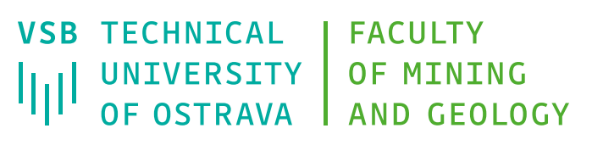 VSB TECHNICAL
UNIVERSITY
OF OSTRAVA
FACULTY
OF MINING
AND GEOLOGY